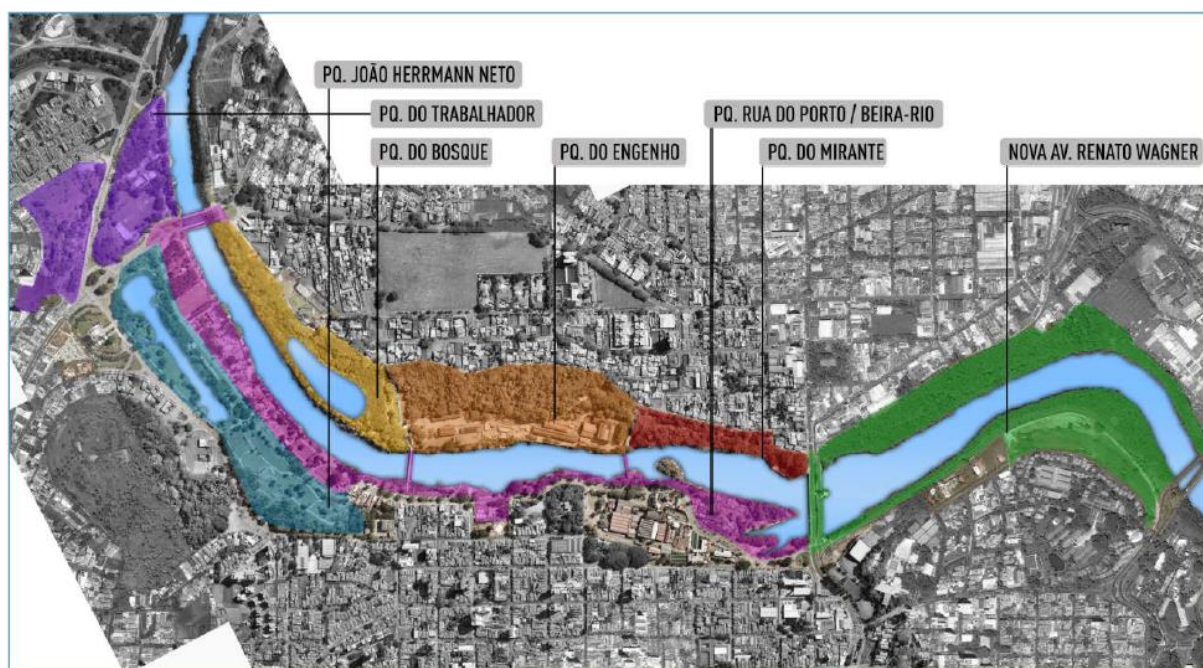 PQ. JOÃO HERRMANN NETO
PQ. DO TRABALHADOR
PQ. RUA DO PORTO / BEIRA-RIO
PQ. DO BOSQUE
PQ. DO ENGENHO
PQ. DO MIRANTE
NOVA AV. RENATO WAGNER